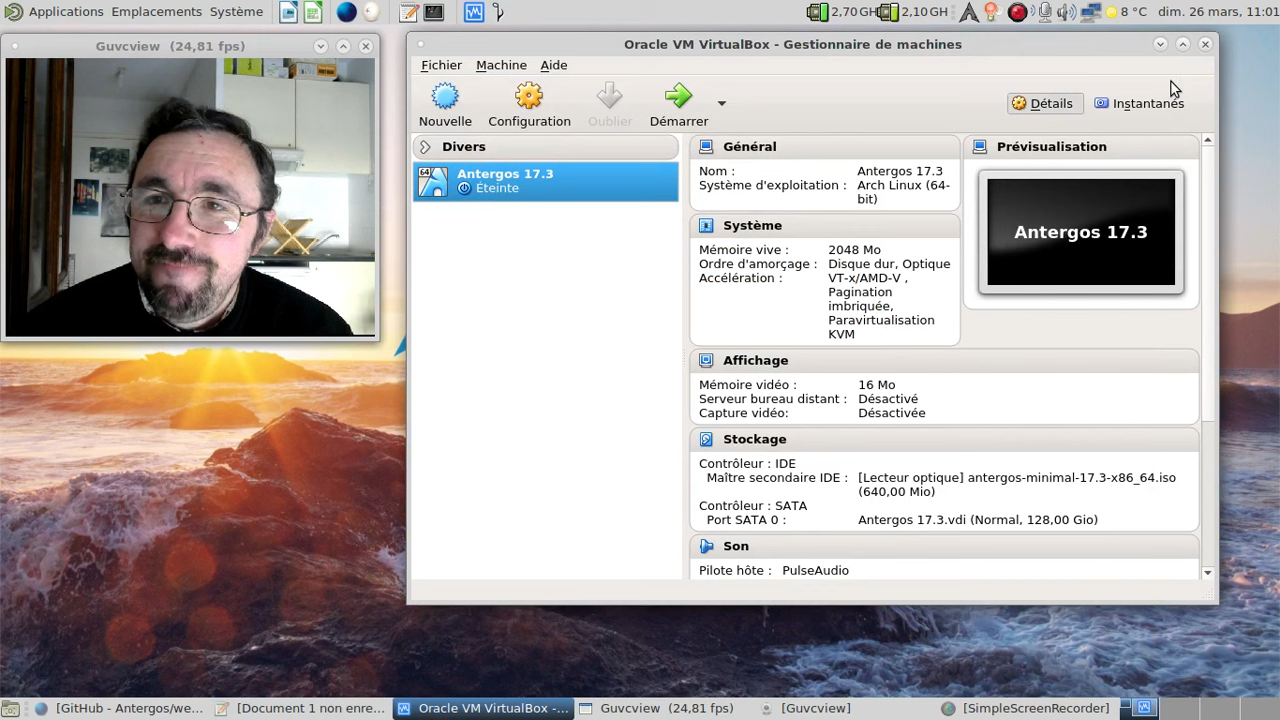 Applications Emplacements Système 2,70 GH 2,10 GH 8 °C dim. 26 mars, 11:01
Guvcview (24,81 fps)
Oracle VM VirtualBox - Gestionnaire de machines
Fichier Machine Aide
Nouvelle Configuration Oublier Démarrer Détails Instantanés
Divers
64 Antergos 17.3
Éteinte
Général
Nom : Antergos 17.3
Système d'exploitation : Arch Linux (64-
bit)
Prévisualisation
Antergos 17.3
Système
Mémoire vive : 2048 Mo
Ordre d'amorçage : Disque dur, Optique
Accélération : VT-x/AMD-V ,
Pagination
imbriquée,
Paravirtualisation
KVM
Affichage
Mémoire vidéo : 16 Mo
Serveur bureau distant : Désactivé
Capture vidéo: Désactivée
Stockage
Contrôleur : IDE
Maître secondaire IDE : [Lecteur optique] antergos-minimal-17.3-x86_64.iso
(640,00 Mio)
Contrôleur : SATA
Port SATA 0 : Antergos 17.3.vdi (Normal, 128,00 Gio)
Son
Pilote hôte : PulseAudio
[GitHub - Antergos/we... [Document 1 non enre... Oracle VM VirtualBox -... Guvcview (24,81 fps) [Guvcview] [SimpleScreenRecorder]